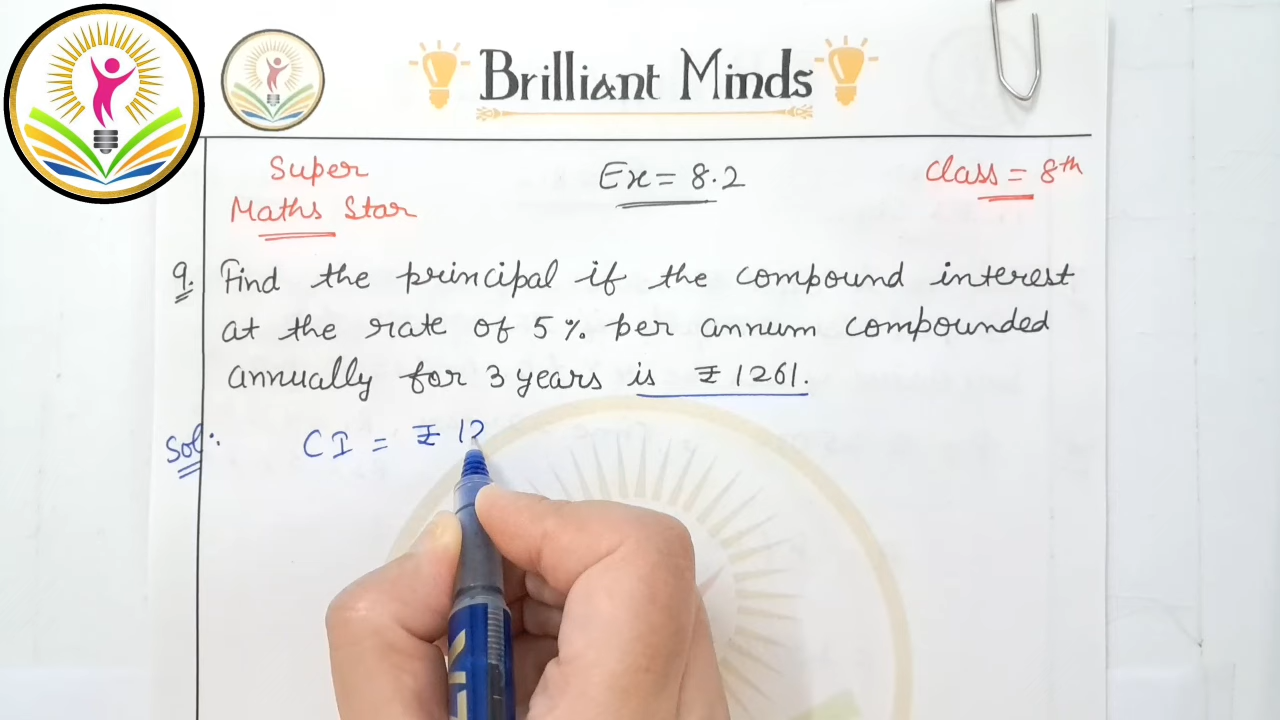 Brilliant Minds
Super
Maths Star
Ex = 8.2
Class = 8th
9. Find the principal if the compound interest
at the rate of 5 % per annum compounded
annually for 3 years is ₹ 1261.
Sol:
CI = ₹ 12